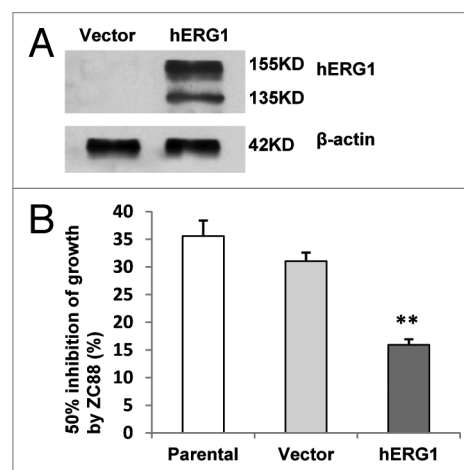 A
Vector hERG1
155KD
hERG1
135KD
42KD
β-actin
B
50% inhibition of growth
by ZC88 (%)
40
35
30
25
20
15
10
5
0
**
Parental Vector hERG1